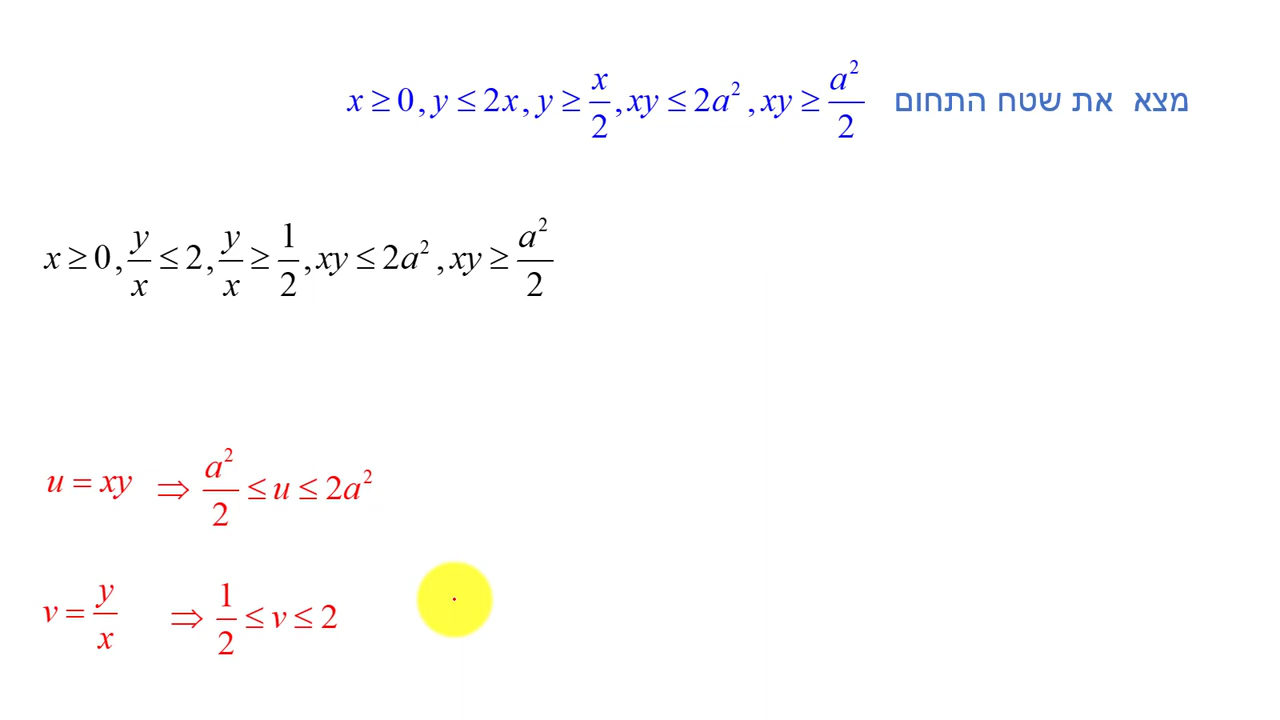 מצא את שטח התחום x ≥ 0, y ≤ 2x, y ≥ x/2, xy ≤ 2a², xy ≥ a²/2
x ≥ 0, y/x ≤ 2, y/x ≥ 1/2, xy ≤ 2a², xy ≥ a²/2
u = xy ⇒ a²/2 ≤ u ≤ 2a²
v = y/x ⇒ 1/2 ≤ v ≤ 2